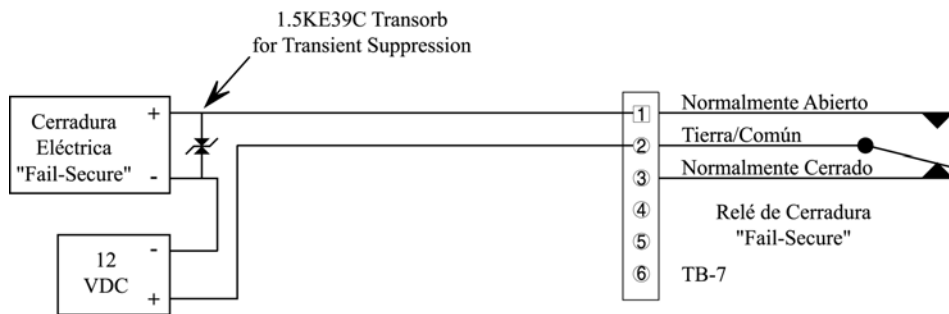 1.5KE39C Transorb
for Transient Suppression
Cerradura
Eléctrica
"Fail-Secure"
+
-
12
VDC
-
+
1
2
3
4
5
6
Normalmente Abierto
Tierra/Común
Normalmente Cerrado
Relé de Cerradura
"Fail-Secure"
TB-7